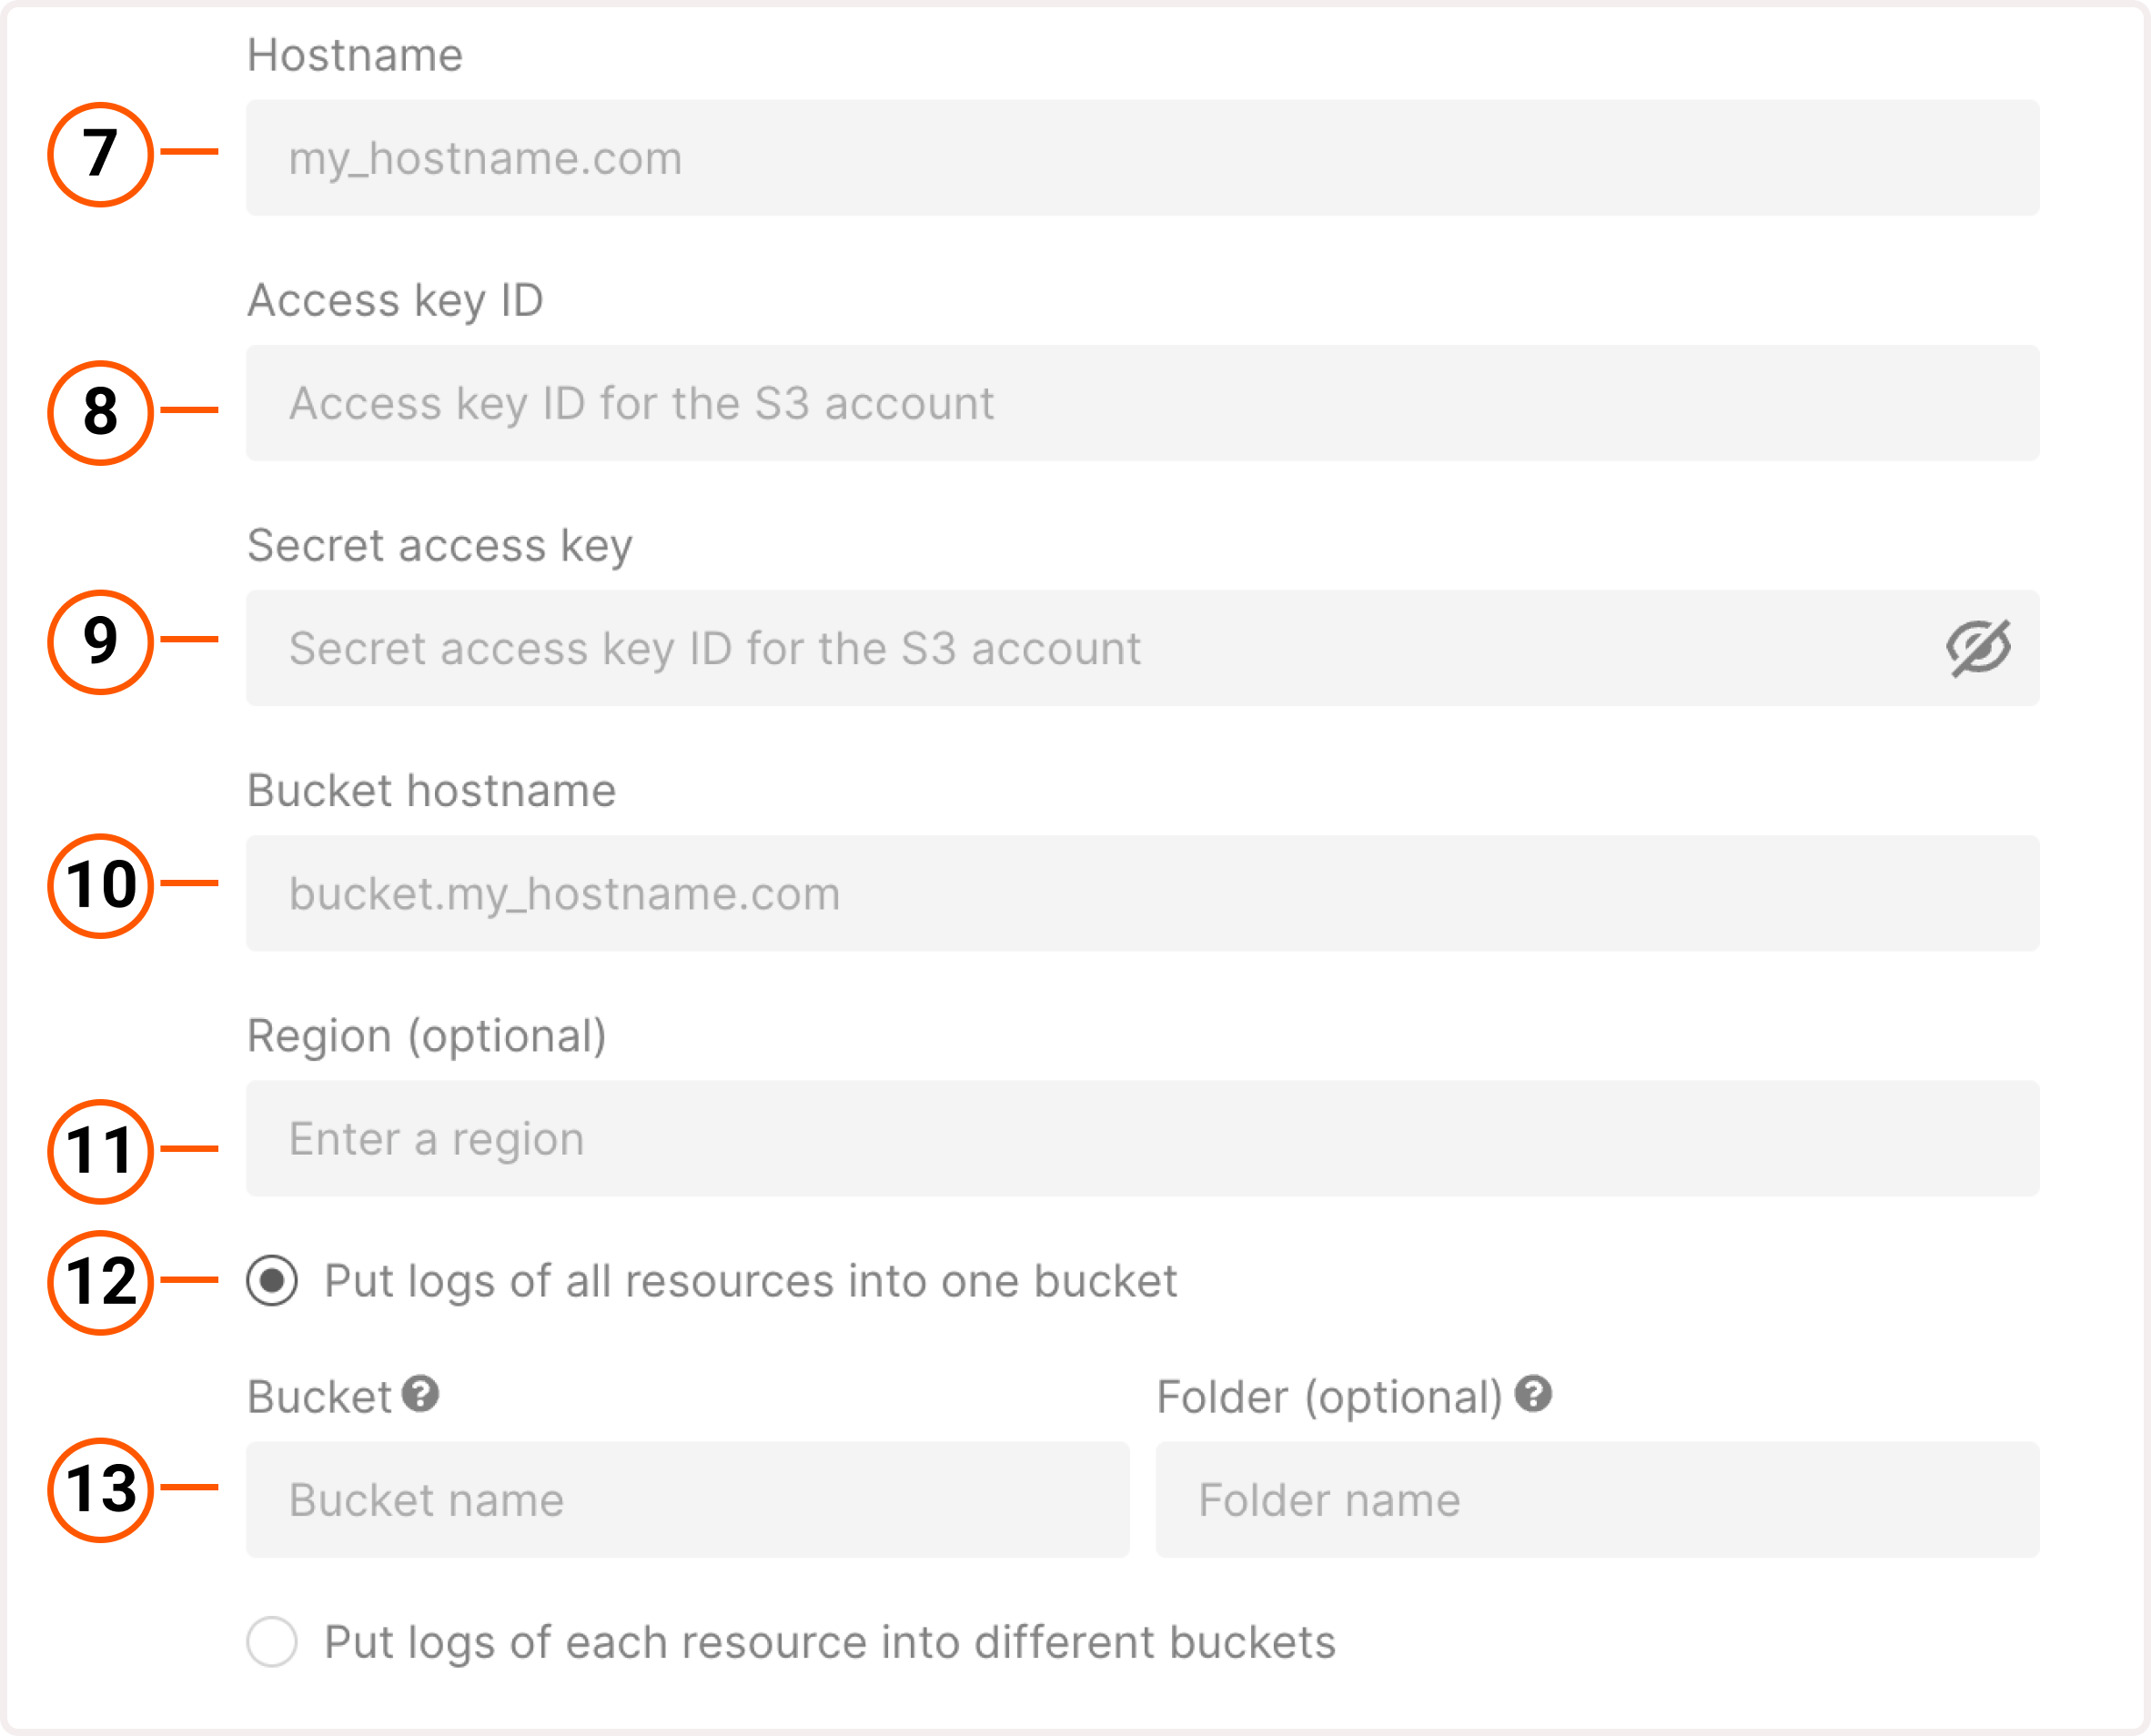 Hostname
7
my_hostname.com
Access key ID
8
Access key ID for the S3 account
Secret access key
9
Secret access key ID for the S3 account
Bucket hostname
10
bucket.my_hostname.com
Region (optional)
11
Enter a region
12
Put logs of all resources into one bucket
Bucket ? Folder (optional) ?
13
Bucket name Folder name
Put logs of each resource into different buckets